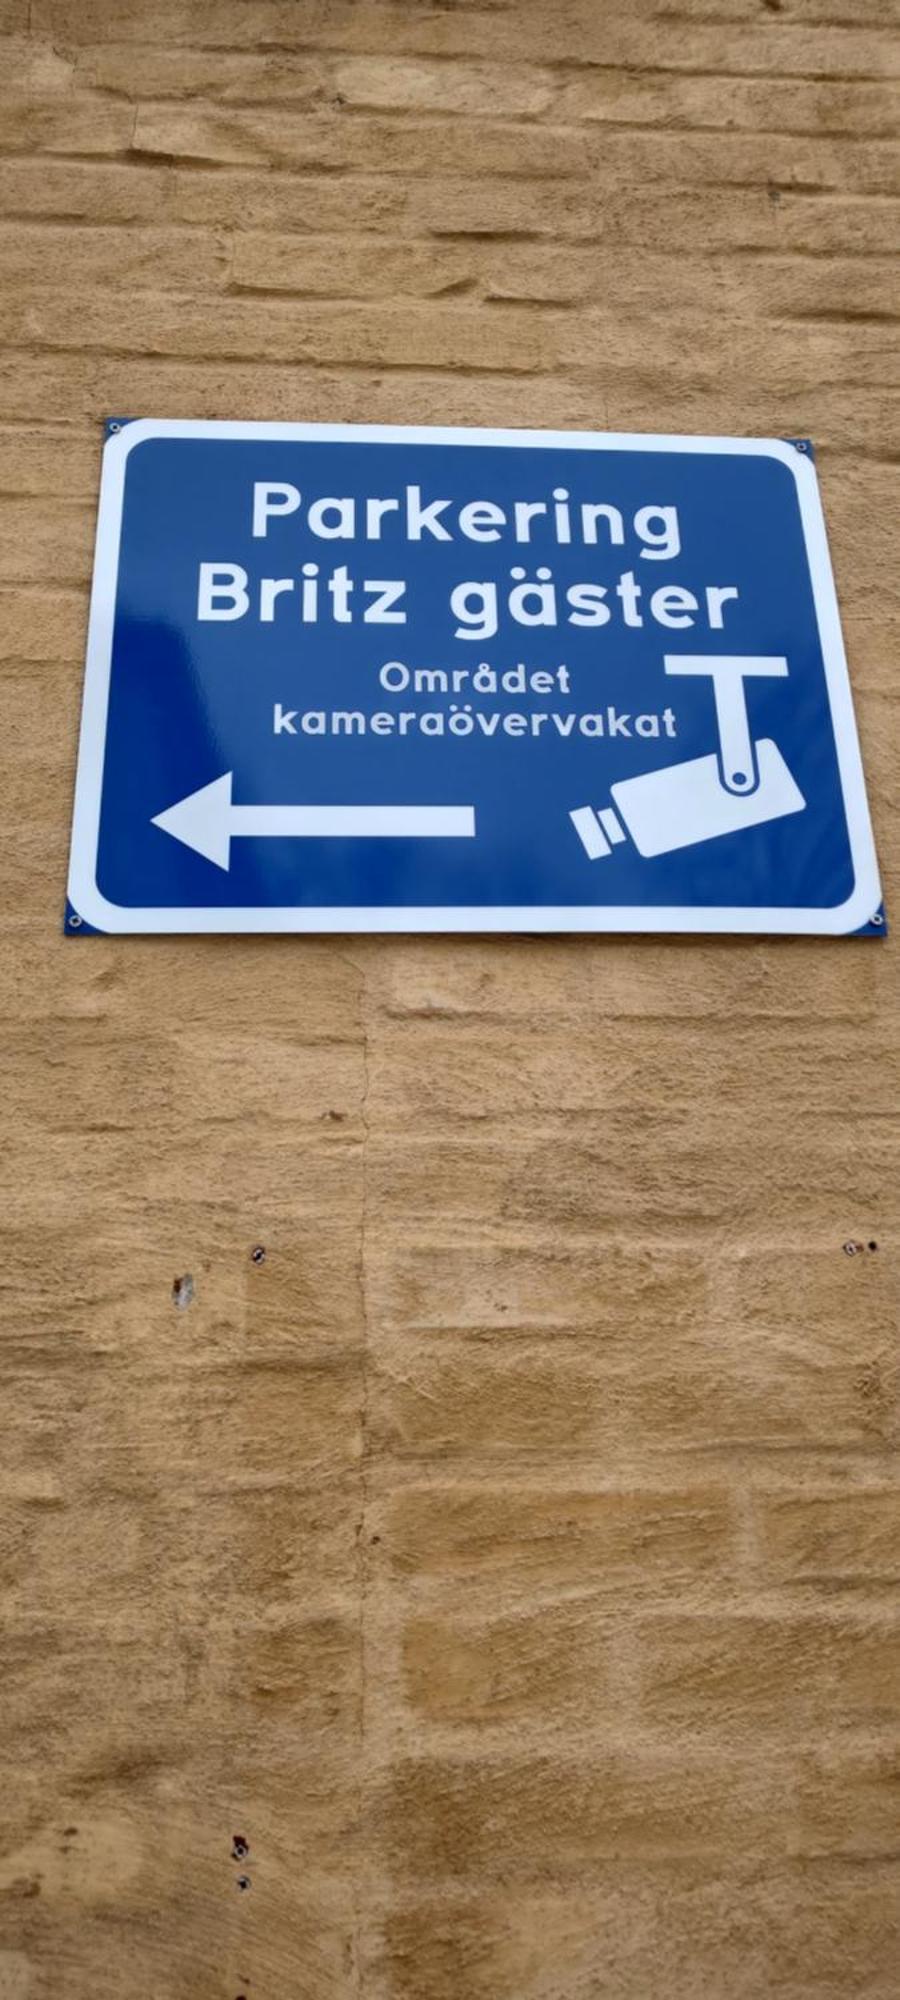 Parkering
Britz gäster
Området
kameraövervakat